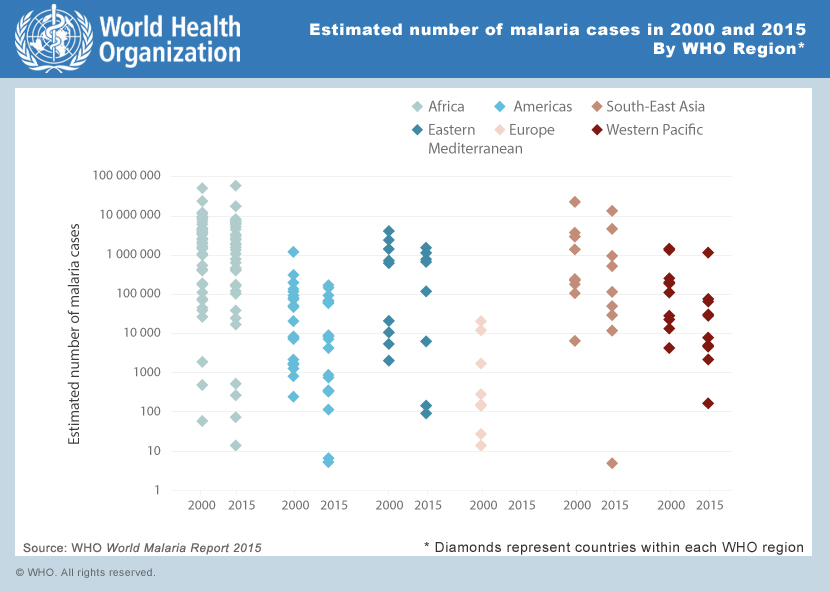 World Health
Organization
Estimated number of malaria cases in 2000 and 2015
By WHO Region*
Africa
Americas
South-East Asia
Eastern
Mediterranean
Europe
Western Pacific
Estimated number of malaria cases
100 000 000
10 000 000
1 000 000
100 000
10 000
1000
100
10
1
2000 2015 2000 2015 2000 2015 2000 2015 2000 2015 2000 2015
Source: WHO World Malaria Report 2015
* Diamonds represent countries within each WHO region
© WHO. All rights reserved.